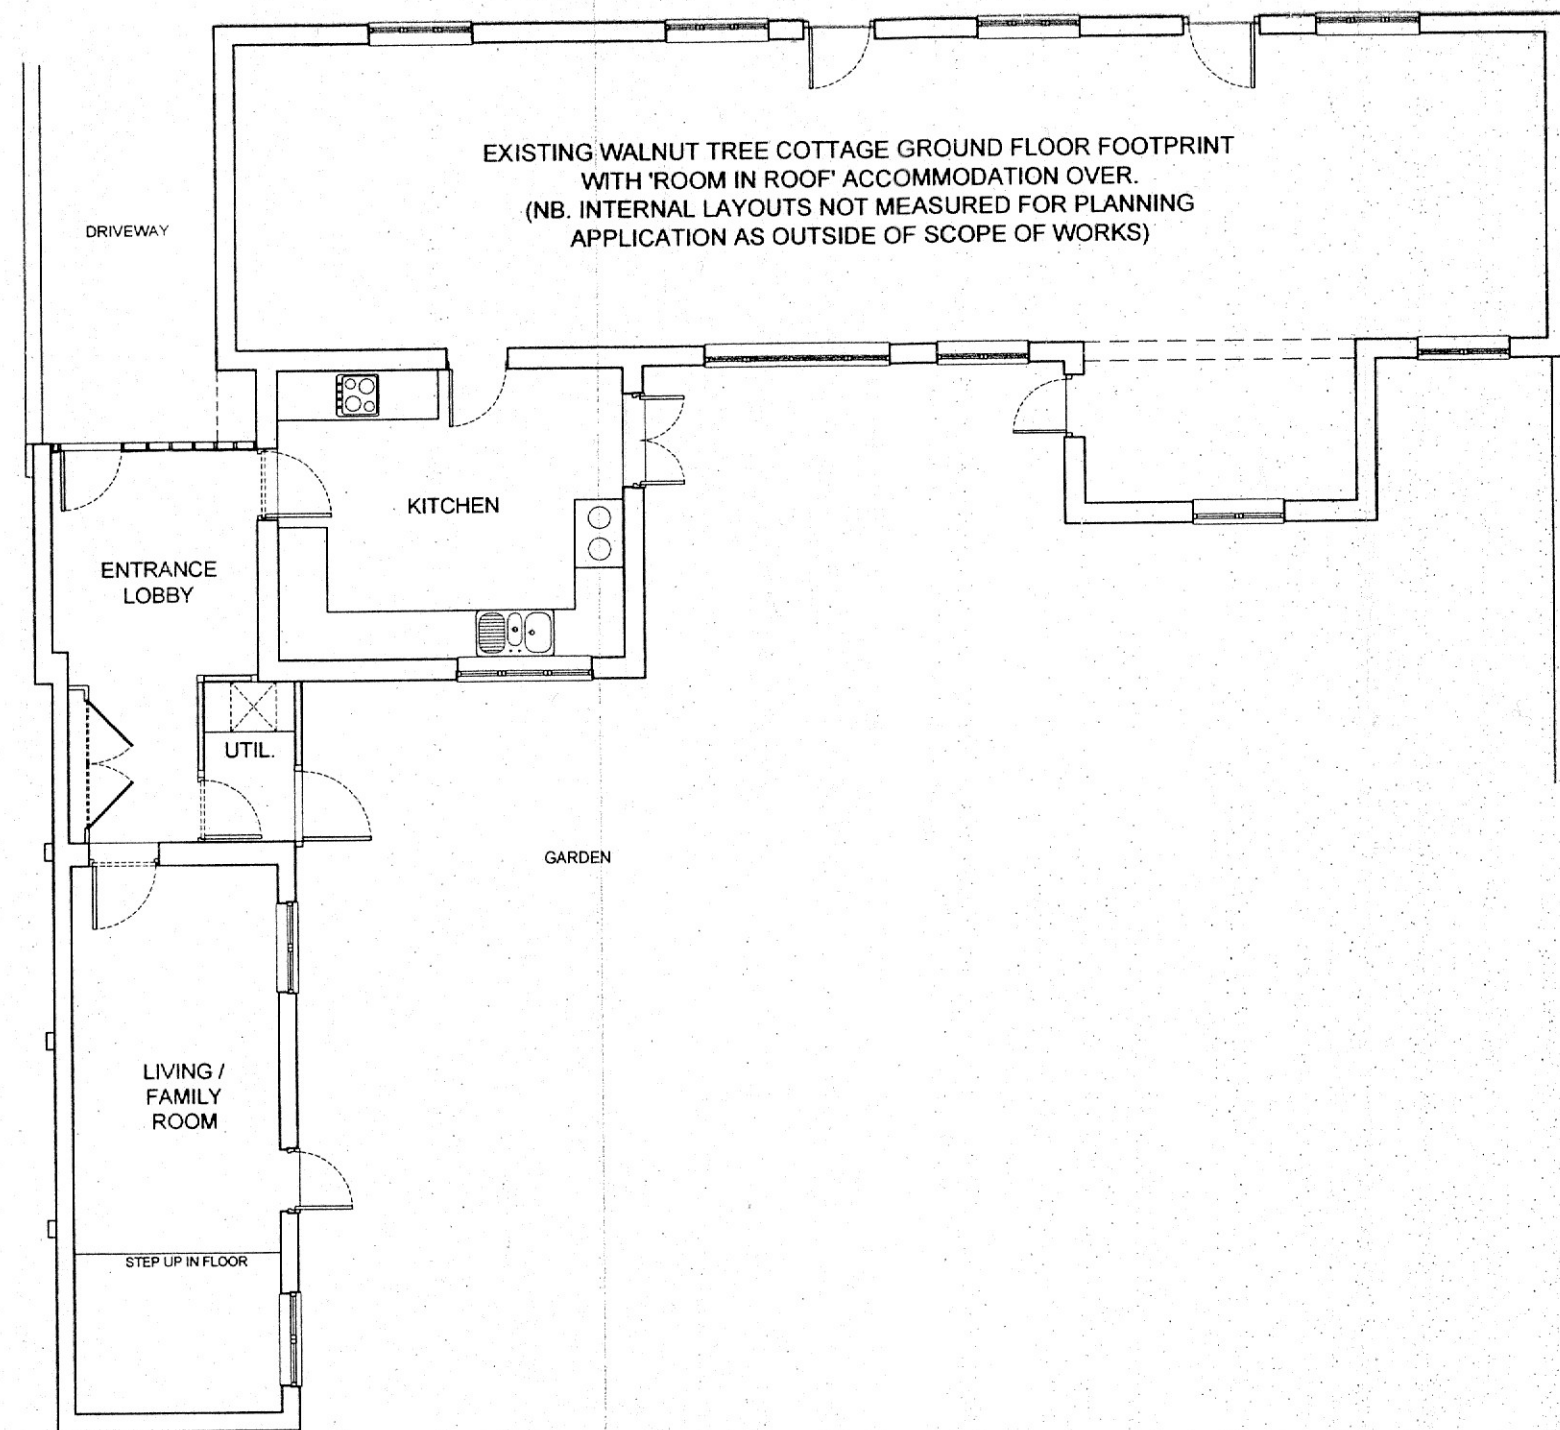 EXISTING WALNUT TREE COTTAGE GROUND FLOOR FOOTPRINT
WITH 'ROOM IN ROOF' ACCOMMODATION OVER.
(NB. INTERNAL LAYOUTS NOT MEASURED FOR PLANNING
APPLICATION AS OUTSIDE OF SCOPE OF WORKS)
DRIVEWAY
KITCHEN
ENTRANCE
LOBBY
UTIL.
GARDEN
LIVING /
FAMILY
ROOM
STEP UP IN FLOOR